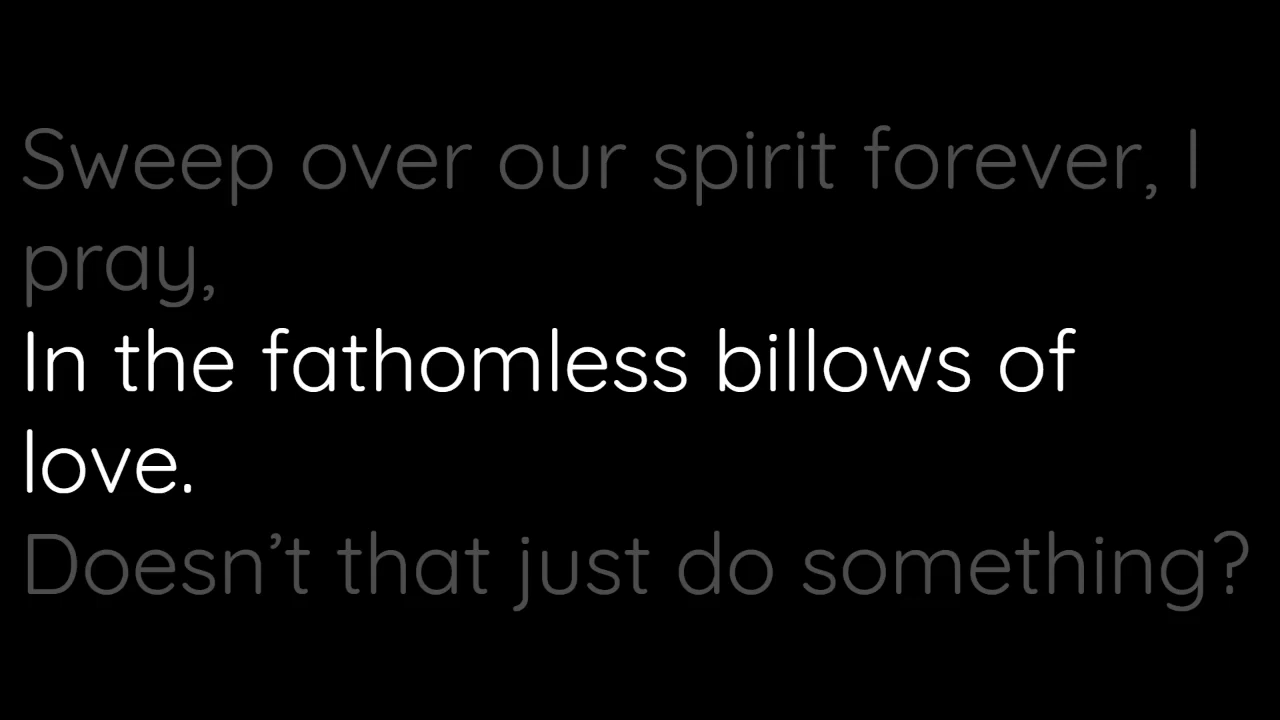 Sweep over our spirit forever, I
pray,
In the fathomless billows of
love.
Doesn’t that just do something?